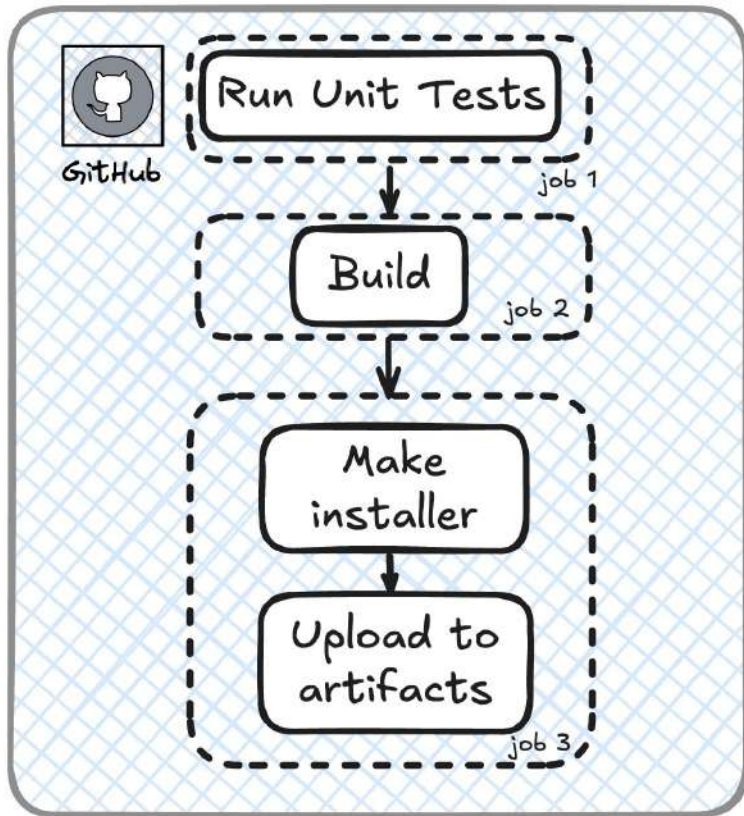 Run Unit Tests
GitHub
job 1
Build
job 2
Make
installer
Upload to
artifacts
job 3